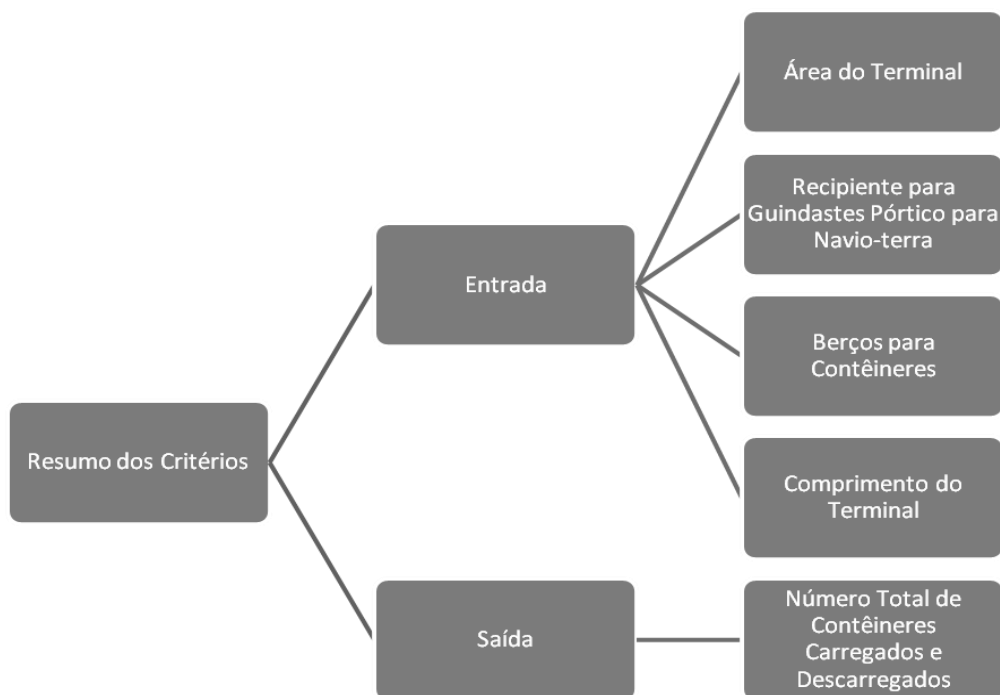 Resumo dos Critérios
Entrada
Área do Terminal
Recipiente para
Guindastes Pórtico para
Navio-terra
Berços para
Contêineres
Comprimento do
Terminal
Saída
Número Total de
Contêineres
Carregados e
Descarregados